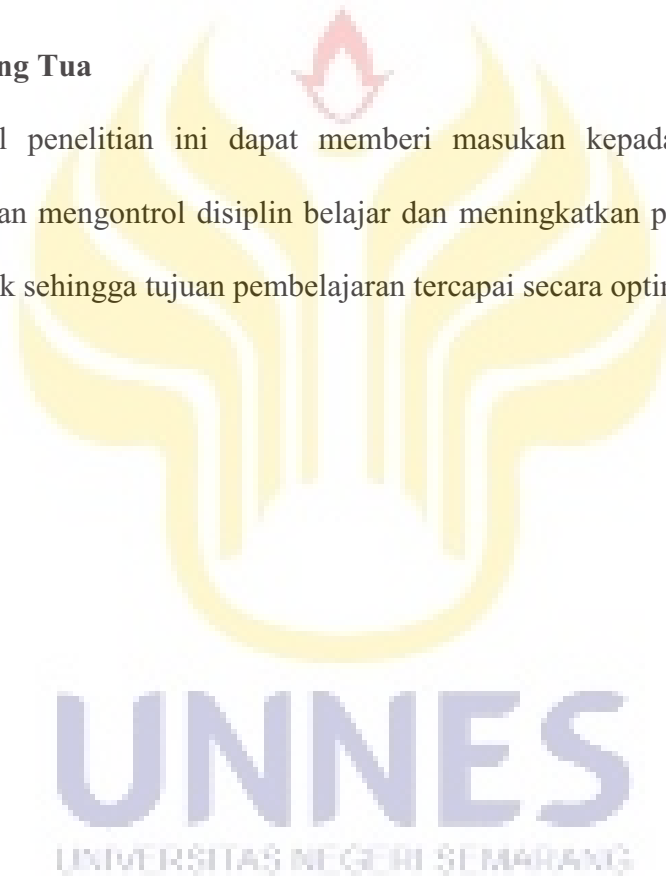 ng Tua
l penelitian ini dapat memberi masukan kepada
an mengontrol disiplin belajar dan meningkatkan p
k sehingga tujuan pembelajaran tercapai secara optin
UNNES
UNIVERSITAS NEGERI SEMARANG